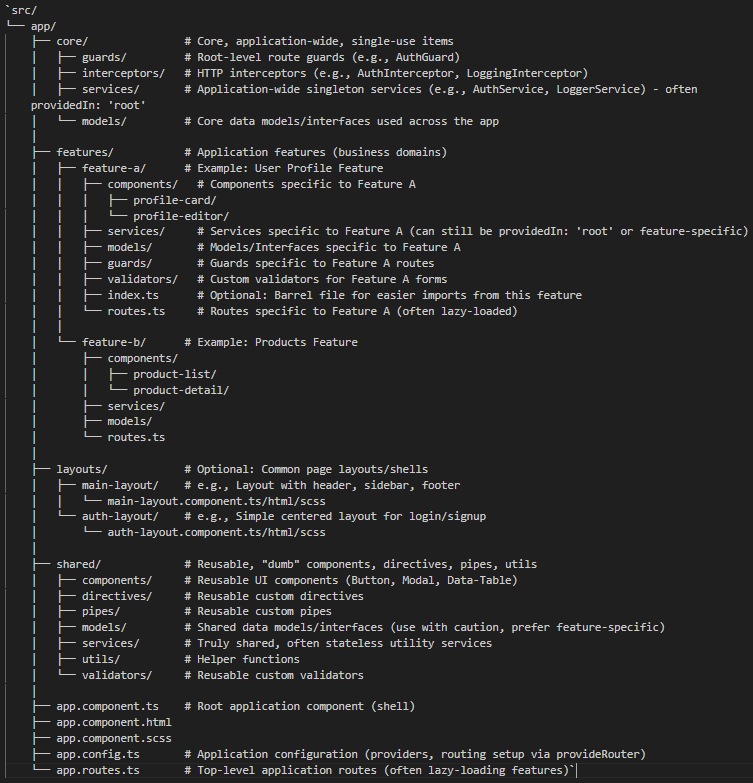 `src/
└── app/
    ├── core/               # Core, application-wide, single-use items
    │   ├── guards/         # Root-level route guards (e.g., AuthGuard)
    │   ├── interceptors/   # HTTP interceptors (e.g., AuthInterceptor, LoggingInterceptor)
    │   ├── services/       # Application-wide singleton services (e.g., AuthService, LoggerService) - often
    providedIn: 'root'
    │   └── models/         # Core data models/interfaces used across the app
    │
    ├── features/           # Application features (business domains)
    │   ├── feature-a/      # Example: User Profile Feature
    │   │   ├── components/   # Components specific to Feature A
    │   │   │   ├── profile-card/
    │   │   │   └── profile-editor/
    │   │   ├── services/     # Services specific to Feature A (can still be providedIn: 'root' or feature-specific)
    │   │   ├── models/       # Models/Interfaces specific to Feature A
    │   │   ├── guards/       # Guards specific to Feature A routes
    │   │   ├── validators/   # Custom validators for Feature A forms
    │   │   ├── index.ts      # Optional: Barrel file for easier imports from this feature
    │   │   └── routes.ts     # Routes specific to Feature A (often lazy-loaded)
    │   │
    │   └── feature-b/      # Example: Products Feature
    │       ├── components/
    │       │   ├── product-list/
    │       │   └── product-detail/
    │       ├── services/
    │       ├── models/
    │       └── routes.ts
    │
    ├── layouts/            # Optional: Common page layouts/shells
    │   ├── main-layout/    # e.g., Layout with header, sidebar, footer
    │   │   └── main-layout.component.ts/html/scss
    │   └── auth-layout/    # e.g., Simple centered layout for login/signup
    │       └── auth-layout.component.ts/html/scss
    │
    ├── shared/             # Reusable, "dumb" components, directives, pipes, utils
    │   ├── components/     # Reusable UI components (Button, Modal, Data-Table)
    │   ├── directives/     # Reusable custom directives
    │   ├── pipes/          # Reusable custom pipes
    │   ├── models/         # Shared data models/interfaces (use with caution, prefer feature-specific)
    │   ├── services/       # Truly shared, often stateless utility services
    │   ├── utils/          # Helper functions
    │   └── validators/     # Reusable custom validators
    │
    ├── app.component.ts    # Root application component (shell)
    ├── app.component.html
    ├── app.component.scss
    ├── app.config.ts       # Application configuration (providers, routing setup via provideRouter)
    └── app.routes.ts       # Top-level application routes (often lazy-loading features)`